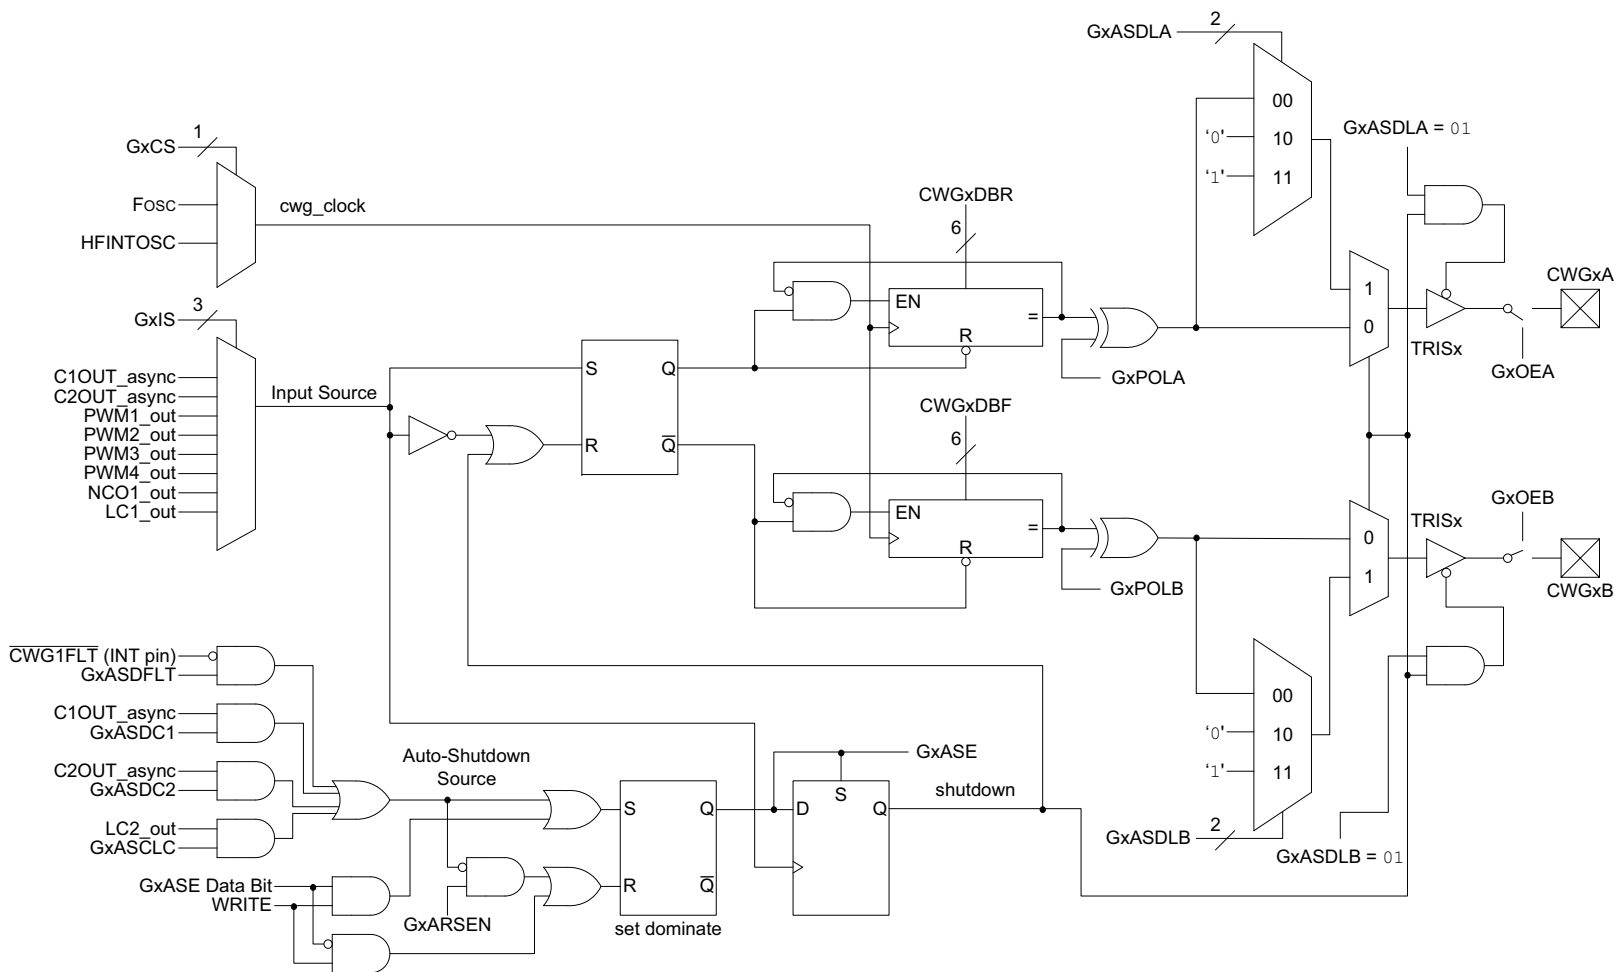 GxASDLA
2
00
‘0'
10
‘1'
11
GxASDLA = 01
1
GxCS
FOSC
HFINTOSC
cwg_clock
CWGxDBR
6
EN
=
R
GxPOLA
1
0
TRISx
CWGxA
GxOEA
3
GxIS
C1OUT_async
C2OUT_async
PWM1_out
PWM2_out
PWM3_out
PWM4_out
NCO1_out
LC1_out
Input Source
S
Q
R
Q
CWGxDBF
6
EN
=
R
GxPOLB
0
1
TRISx
GxOEB
CWGxB
CWG1FLT (INT pin)
GxASDFLT
C1OUT_async
GxASDC1
C2OUT_async
GxASDC2
LC2_out
GxASCLC
Auto-Shutdown
Source
GxASE Data Bit
WRITE
GxARSEN
S
Q
R
Q
set dominate
GxASE
S
D
Q
shutdown
00
‘0'
10
‘1'
11
GxASDLB
2
GxASDLB = 01